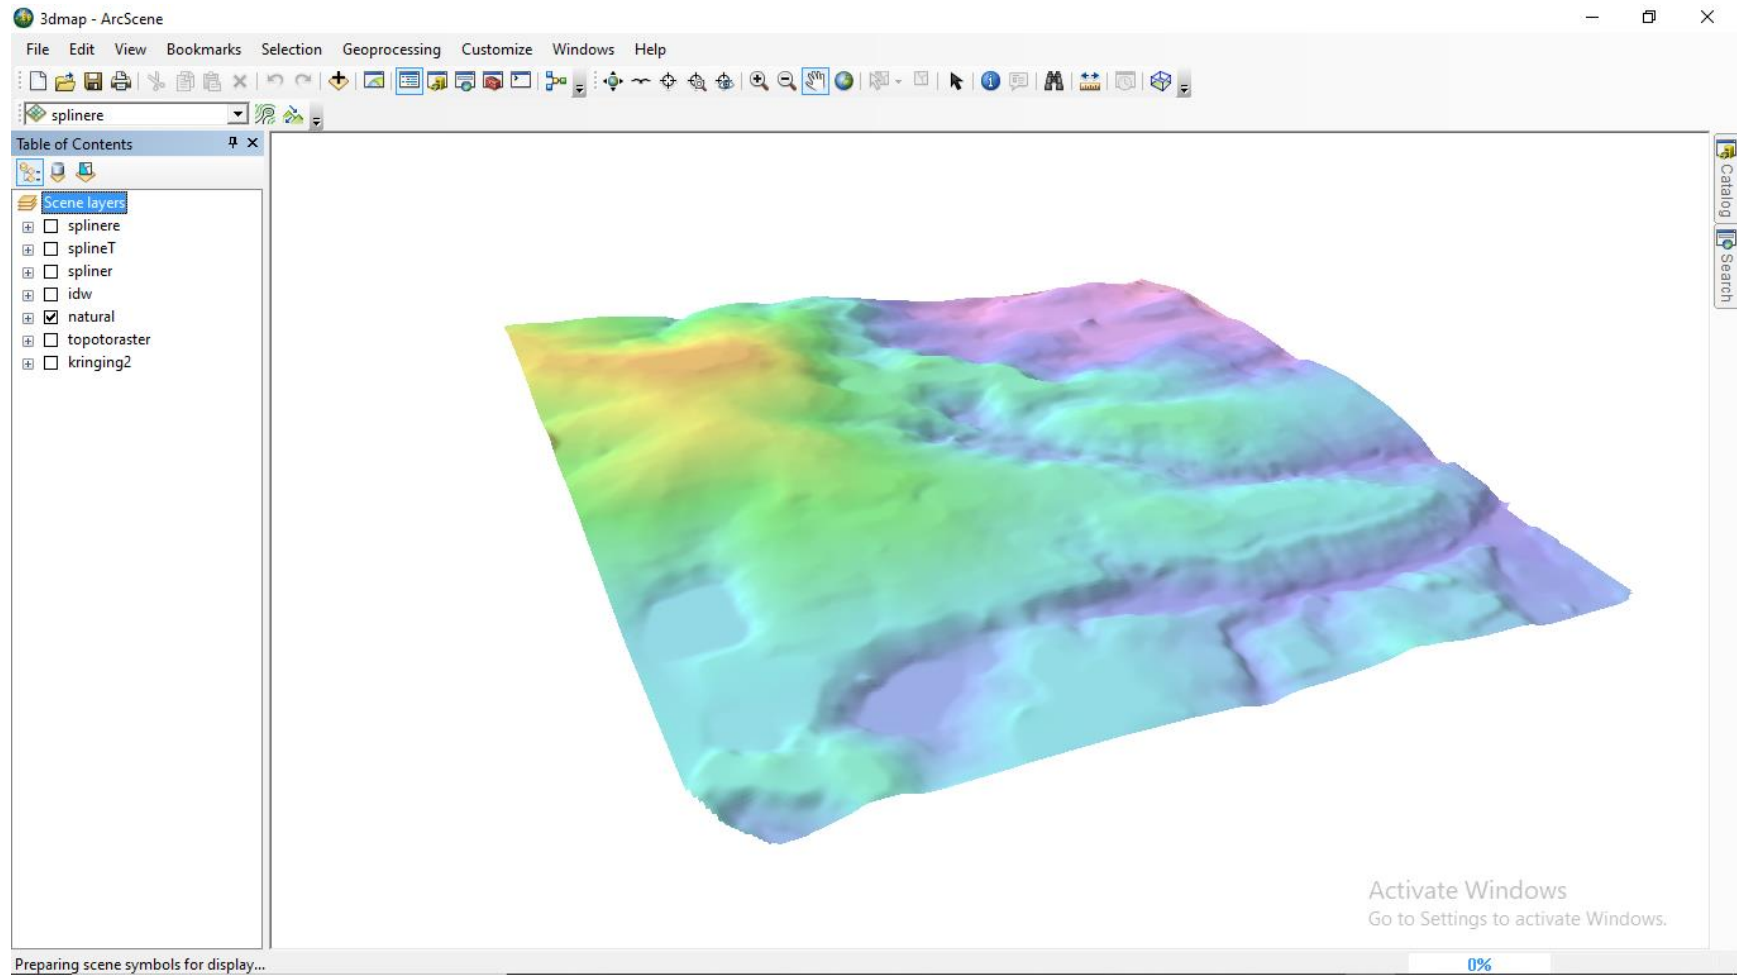 3dmap - ArcScene
File Edit View Bookmarks Selection Geoprocessing Customize Windows Help
splinere
Table of Contents
Scene layers
splinere
splineT
spliner
idw
natural
topotoraster
kringing2
Catalog
Search
Activate Windows
Go to Settings to activate Windows.
Preparing scene symbols for display...
0%